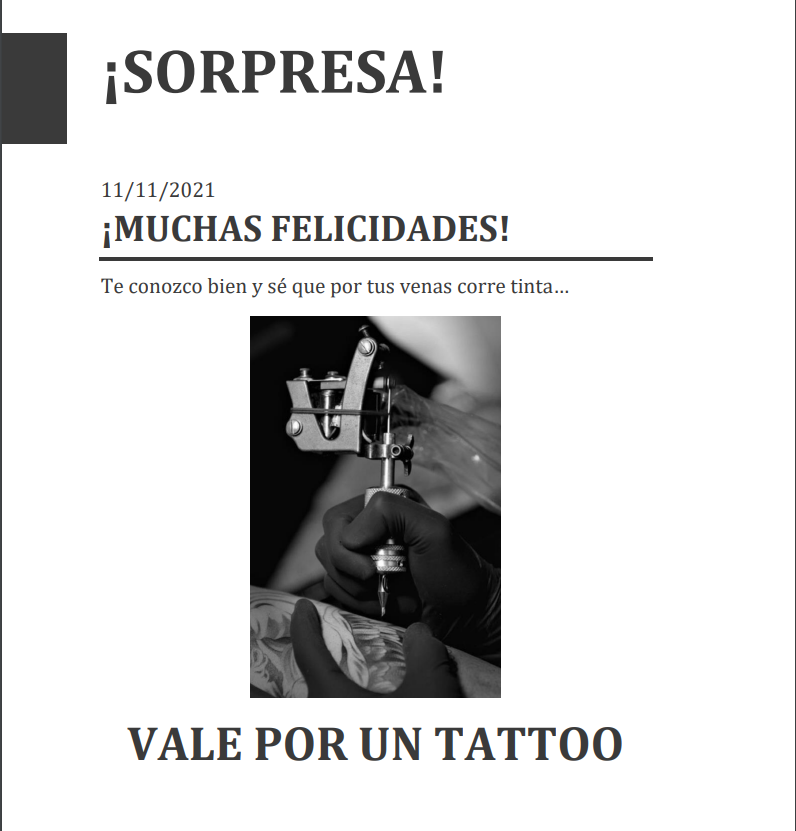 ¡SORPRESA!
11/11/2021
¡MUCHAS FELICIDADES!
Te conozco bien y sé que por tus venas corre tinta...
VALE POR UN TATTOO